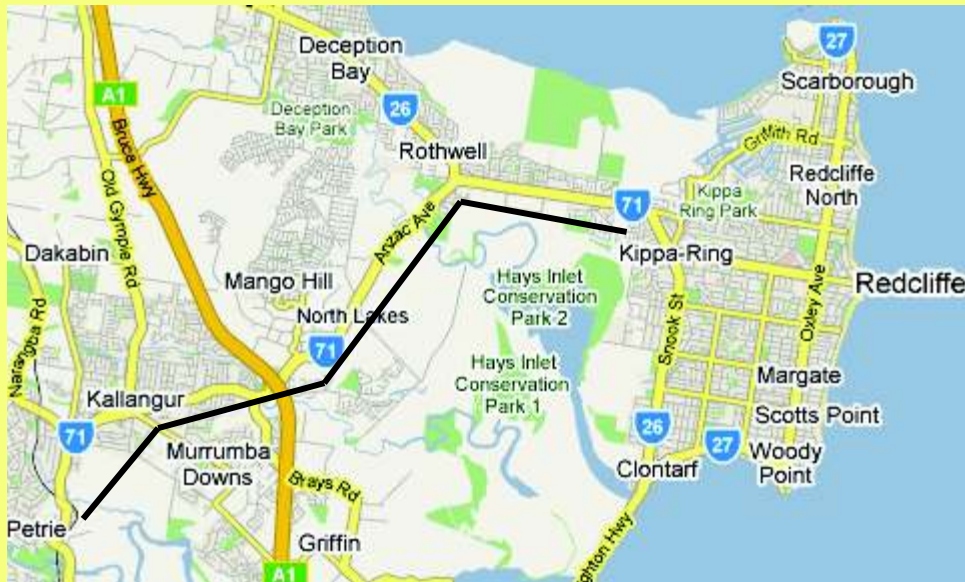 27
Scarborough
Deception
Bay
A1
26
Deception
Bay Park
Griffith Rd
Rothwell
Bruce Hwy
Redcliffe
North
Old Gympie Rd
Kippa
Ring Park
71
Anzac Ave
Dakabin
Kippa-Ring
Mango Hill
Hays Inlet
Conservation
Park 2
Redcliffe
Oxley Ave
Narangba Rd
North Lakes
Snook St
71
Hays Inlet
Conservation
Park 1
Margate
Kallangur
Scotts Point
71
26
27
Murrumba
Downs
Woody
Point
Clontarf
Brays Rd
Petrie
Griffin
ghton Hwy
A1